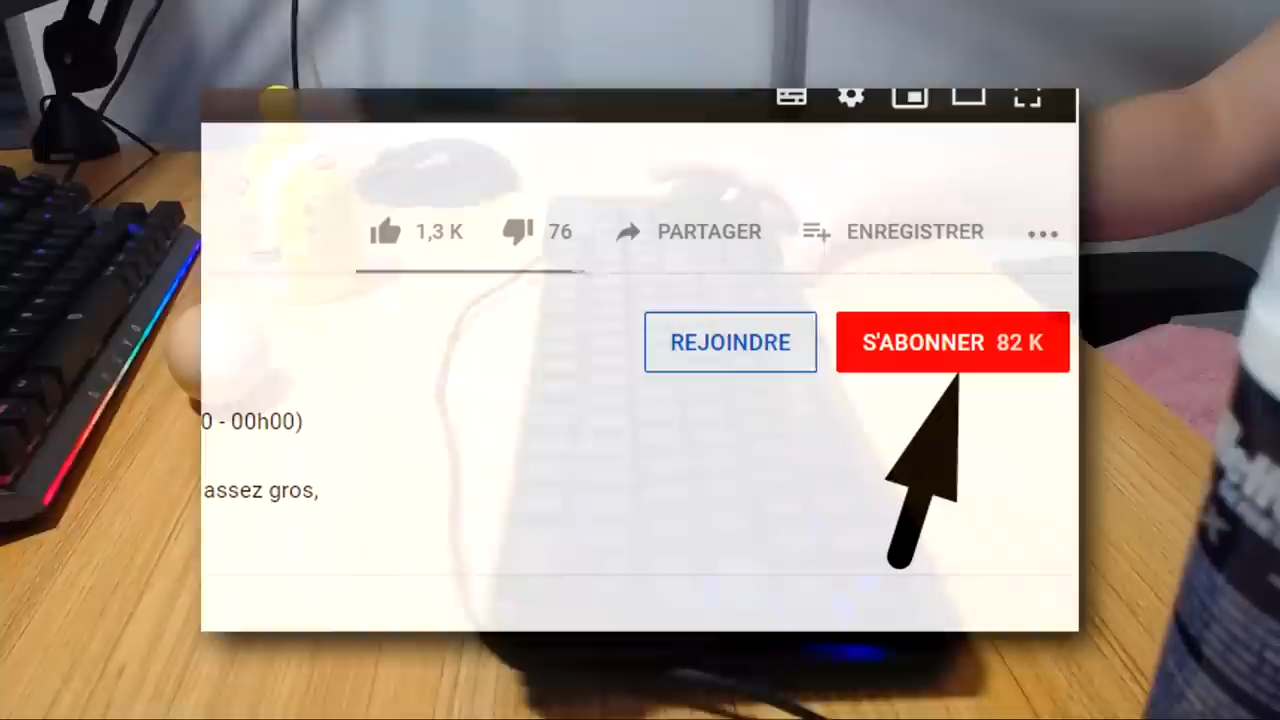 1,3 K 76 PARTAGER ENREGISTRER
REJOINDRE S'ABONNER 82 K
0 - 00h00)
assez gros,